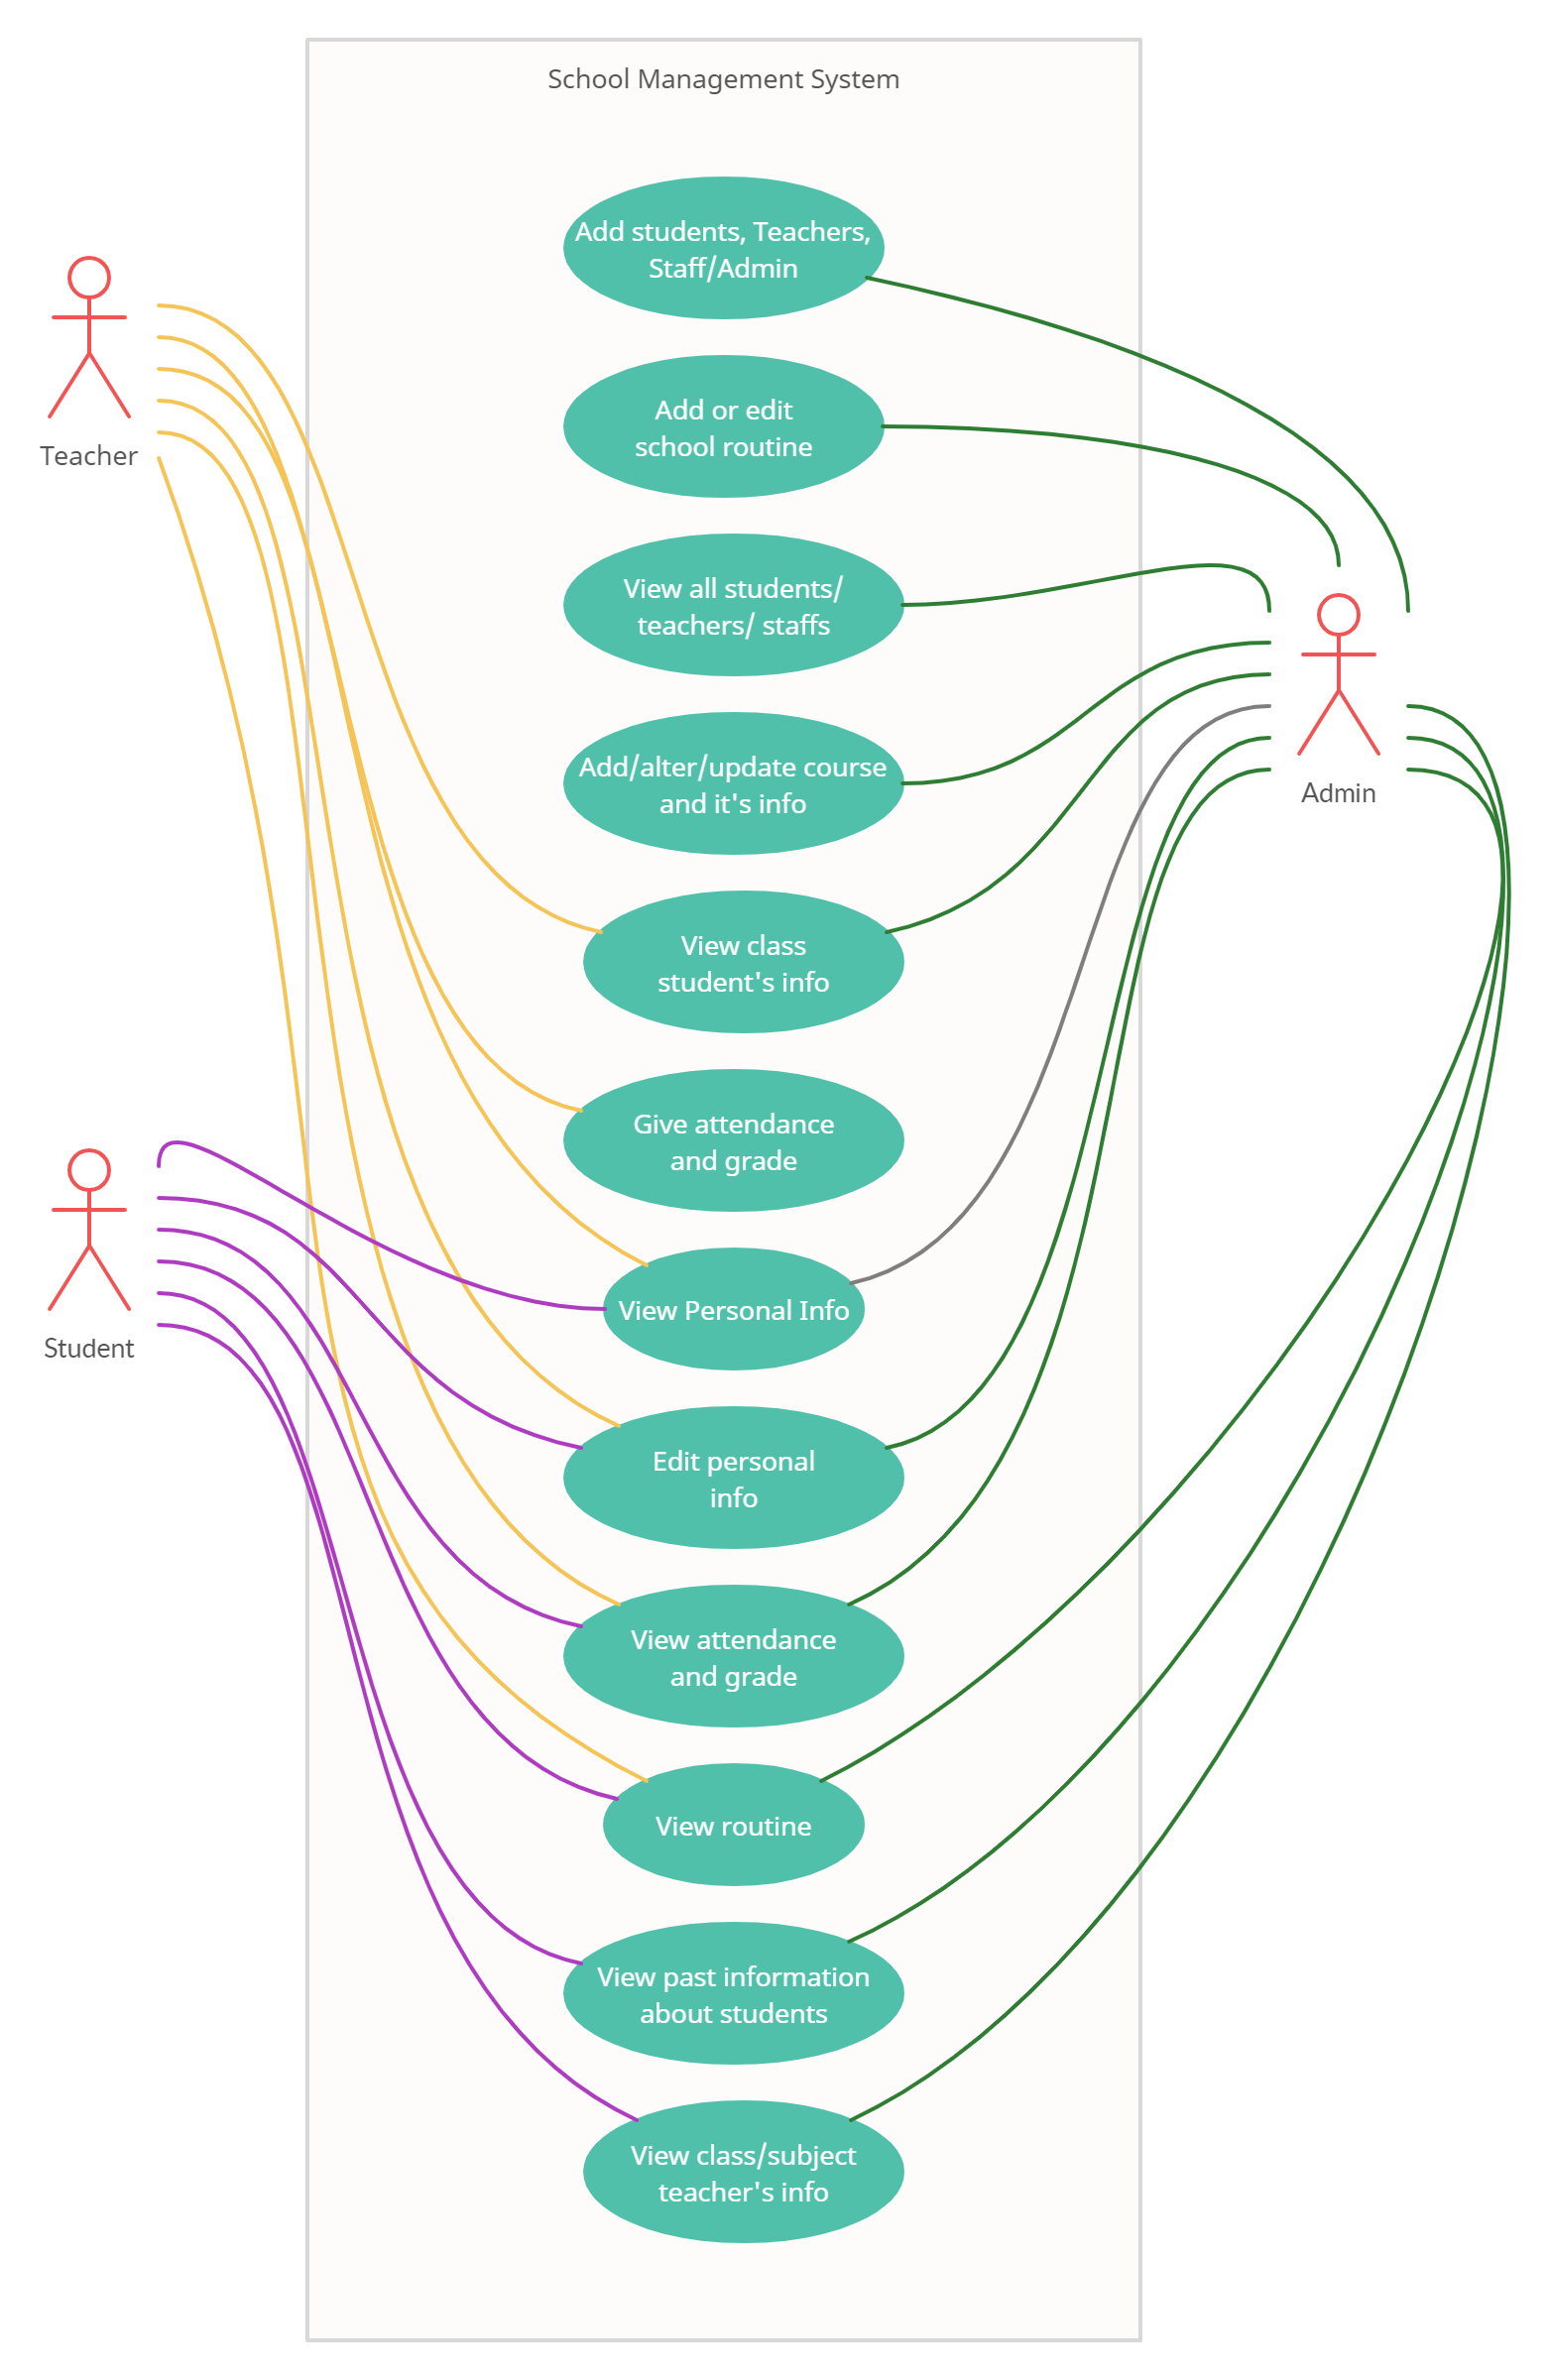 School Management System
Add students, Teachers,
Staff/Admin
Add or edit
school routine
Teacher
View all students/
teachers/ staffs
Add/alter/update course
and it's info
Admin
View class
student's info
Give attendance
and grade
View Personal Info
Student
Edit personal
info
View attendance
and grade
View routine
View past information
about students
View class/subject
teacher's info